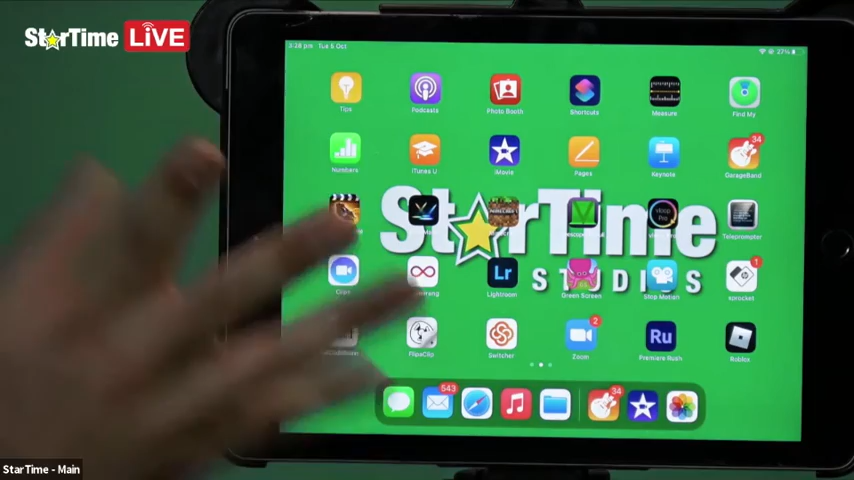 StarTime LIVE
3:28 pm Tue 5 Oct
27%
Tips
Podcasts
Photo Booth
Shortcuts
Measure
Find My
34
Numbers
iTunes U
iMovie
Pages
Keynote
GarageBand
StarTime
STUDIOS
Teleprompter
1
Clips
Lightroom
Lr
Green Screen
Stop Motion
sprocket
2
Ru
FlipaClip
Switcher
Zoom
Premiere Rush
Roblox
543
34
StarTime - Main